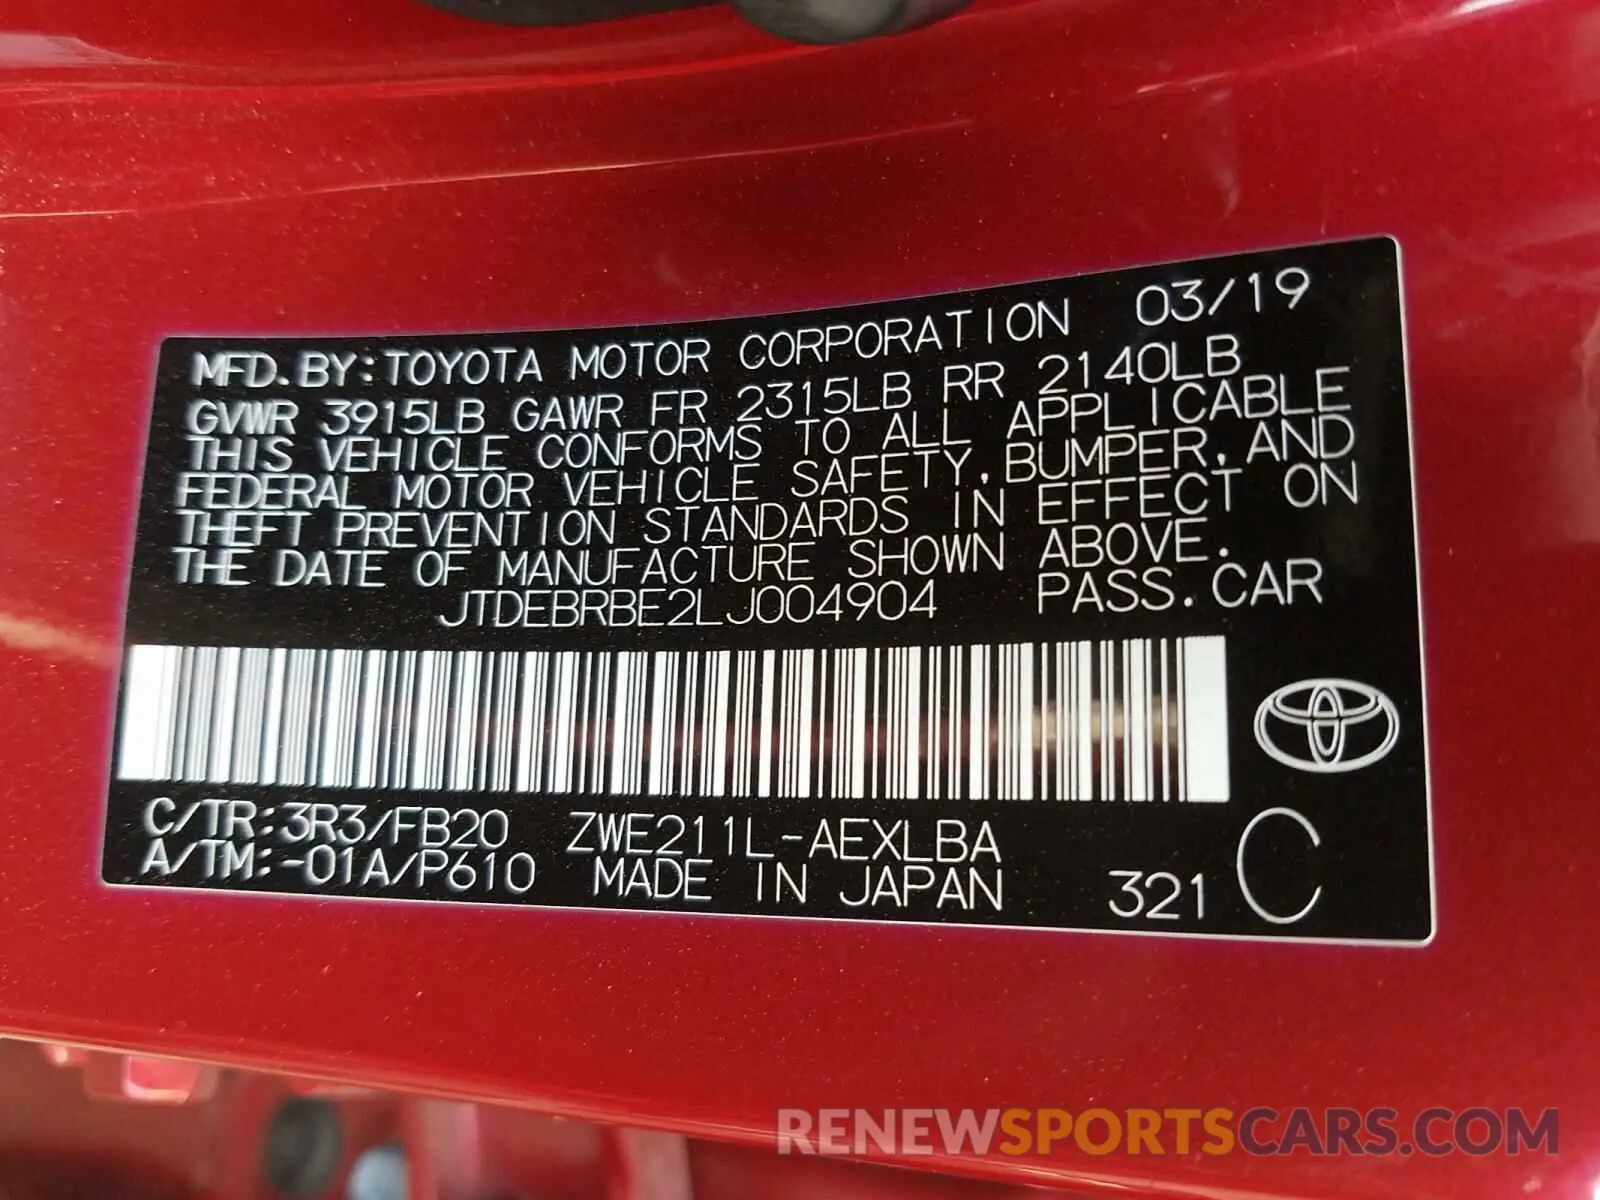 MFD. BY: TOYOTA MOTOR CORPORATION 03/19
GVWR 3915LB GAWR FR 2315LB RR 2140LB
THIS VEHICLE CONFORMS TO ALL APPLICABLE
FEDERAL MOTOR VEHICLE SAFETY, BUMPER, AND
THEFT PREVENTION STANDARDS IN EFFECT ON
THE DATE OF MANUFACTURE SHOWN ABOVE.
JTDEBRBE2LJ004904 PASS. CAR
C/TR: 3R3/FB20 ZWE211L-AEXLBA
A/TM: -01A/P610 MADE IN JAPAN 321 C
RENEWSPORTSCARS.COM